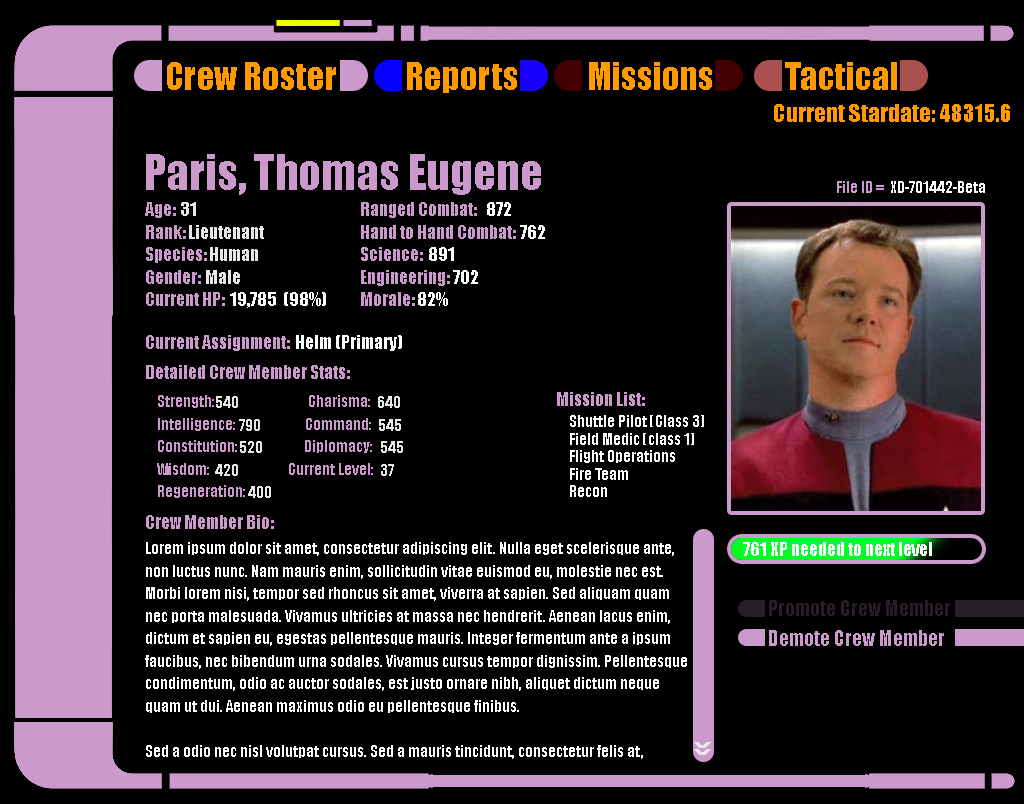 Crew Roster Reports Missions Tactical
Current Stardate: 48315.6
Paris, Thomas Eugene
File ID = XD-701442-Beta
Age: 31 Ranged Combat: 872
Rank: Lieutenant Hand to Hand Combat: 762
Species: Human Science: 891
Gender: Male Engineering: 702
Current HP: 19,785 (98%) Morale: 82%
Current Assignment: Helm (Primary)
Detailed Crew Member Stats:
Strength: 540 Charisma: 640
Intelligence: 790 Command: 545
Constitution: 520 Diplomacy: 545
Wisdom: 420 Current Level: 37
Regeneration: 400
Mission List:
Shuttle Pilot [Class 3]
Field Medic [class 1]
Flight Operations
Fire Team
Recon
Crew Member Bio:
Lorem ipsum dolor sit amet, consectetur adipiscing elit. Nulla eget scelerisque ante,
non luctus nunc. Nam mauris enim, sollicitudin vitae euismod eu, molestie nec est.
Morbi lorem nisi, tempor sed rhoncus sit amet, viverra at sapien. Sed aliquam quam
nec porta malesuada. Vivamus ultricies at massa nec hendrerit. Aenean lacus enim,
dictum et sapien eu, egestas pellentesque mauris. Integer fermentum ante a ipsum
faucibus, nec bibendum urna sodales. Vivamus cursus tempor dignissim. Pellentesque
condimentum, odio ac auctor sodales, est justo ornare nibh, aliquet dictum neque
quam ut dui. Aenean maximus odio eu pellentesque finibus.
Sed a odio nec nisl volutpat cursus. Sed a mauris tincidunt, consectetur felis at,
761 XP needed to next level
Promote Crew Member
Demote Crew Member